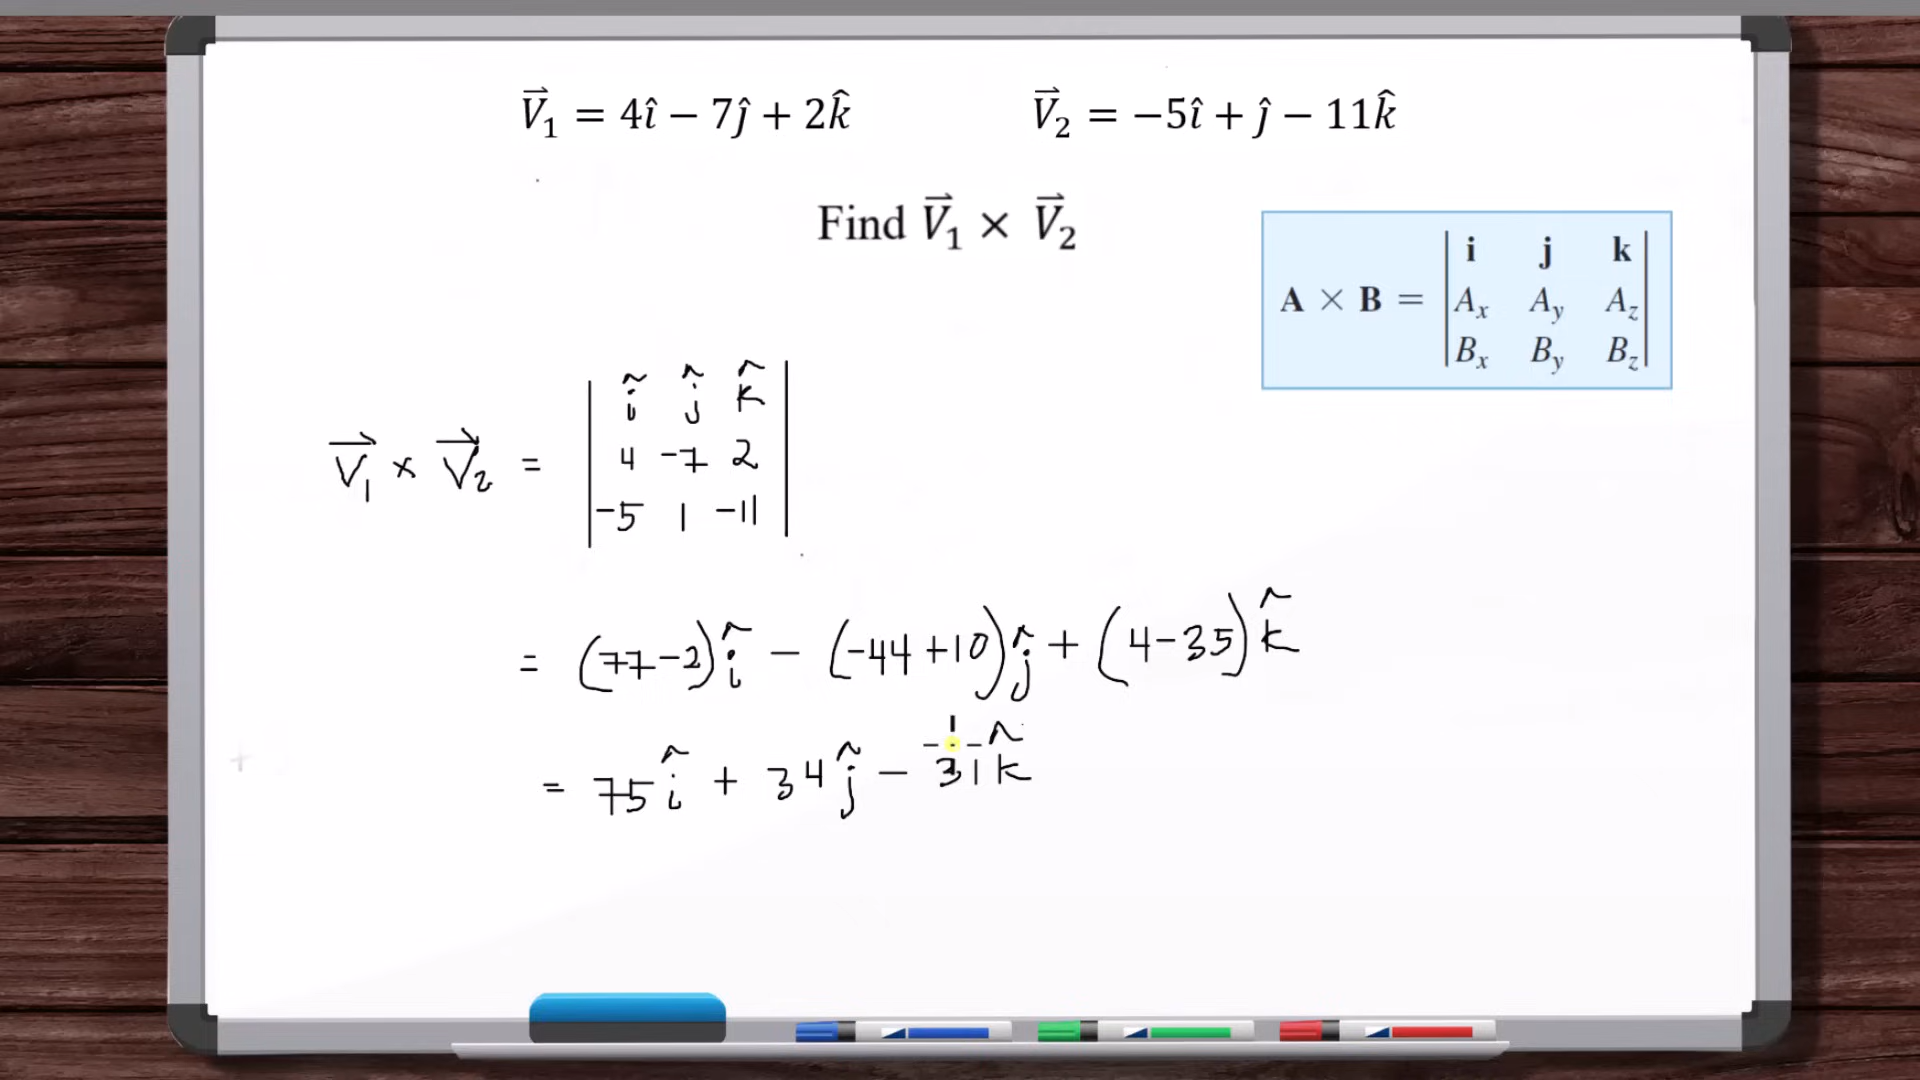 V⃗₁ = 4î − 7ĵ + 2k̂
V⃗₂ = −5î + ĵ − 11k̂
Find V⃗₁ × V⃗₂
A × B = | i j k |
| Aₓ A_y A_z |
| Bₓ B_y B_z |
V⃗₁ × V⃗₂ = | î ĵ k̂ |
| 4 -7 2 |
| -5 1 -11 |
= (77-2)î − (-44+10)ĵ + (4-35)k̂
= 75î + 34ĵ − 31k̂